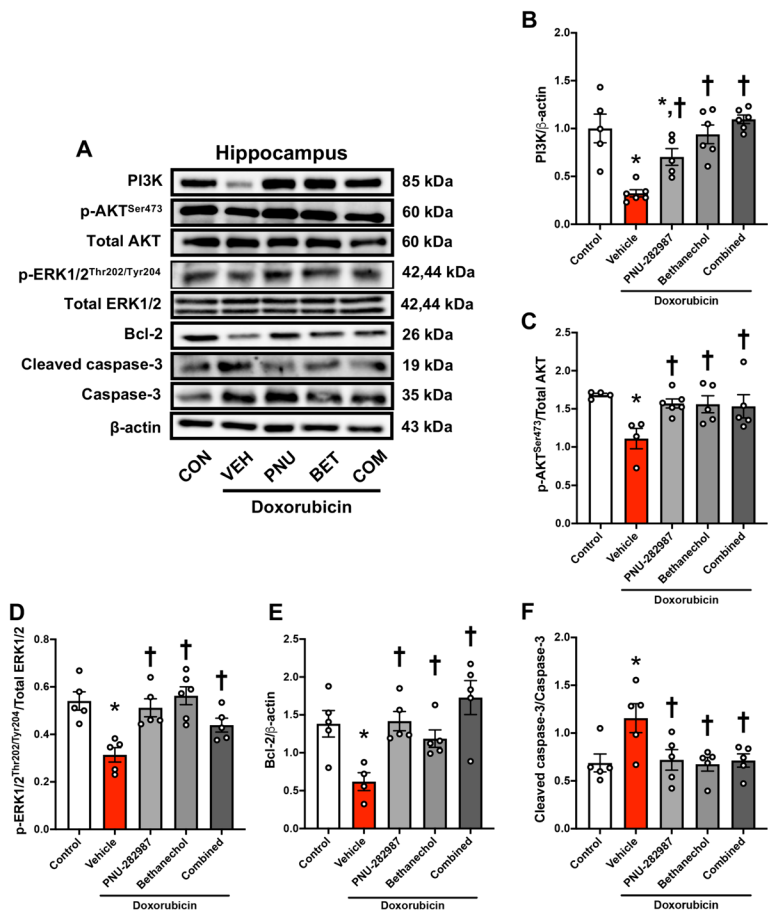 A
Hippocampus
PI3K
85 kDa
p-AKTSer473
60 kDa
Total AKT
60 kDa
p-ERK1/2Thr202/Tyr204
42,44 kDa
Total ERK1/2
42,44 kDa
Bcl-2
26 kDa
Cleaved caspase-3
19 kDa
Caspase-3
35 kDa
β-actin
43 kDa
CON
VEH
PNU
BET
COM
Doxorubicin
B
PI3K/β-actin
2.0
1.5
1.0
0.5
0.0
*
*,†
†
†
Control
Vehicle
PNU-282987
Bethanechol
Combined
Doxorubicin
C
p-AKTSer473/Total AKT
2.5
2.0
1.5
1.0
0.5
0.0
*
†
†
†
Control
Vehicle
PNU-282987
Bethanechol
Combined
Doxorubicin
D
p-ERK1/2Thr202/Tyr204/Total ERK1/2
0.8
0.6
0.4
0.2
0.0
*
†
†
†
Control
Vehicle
PNU-282987
Bethanechol
Combined
Doxorubicin
E
Bcl-2/β-actin
2.5
2.0
1.5
1.0
0.5
0.0
*
†
†
†
Control
Vehicle
PNU-282987
Bethanechol
Combined
Doxorubicin
F
Cleaved caspase-3/Caspase-3
2.0
1.5
1.0
0.5
0.0
*
†
†
†
Control
Vehicle
PNU-282987
Bethanechol
Combined
Doxorubicin